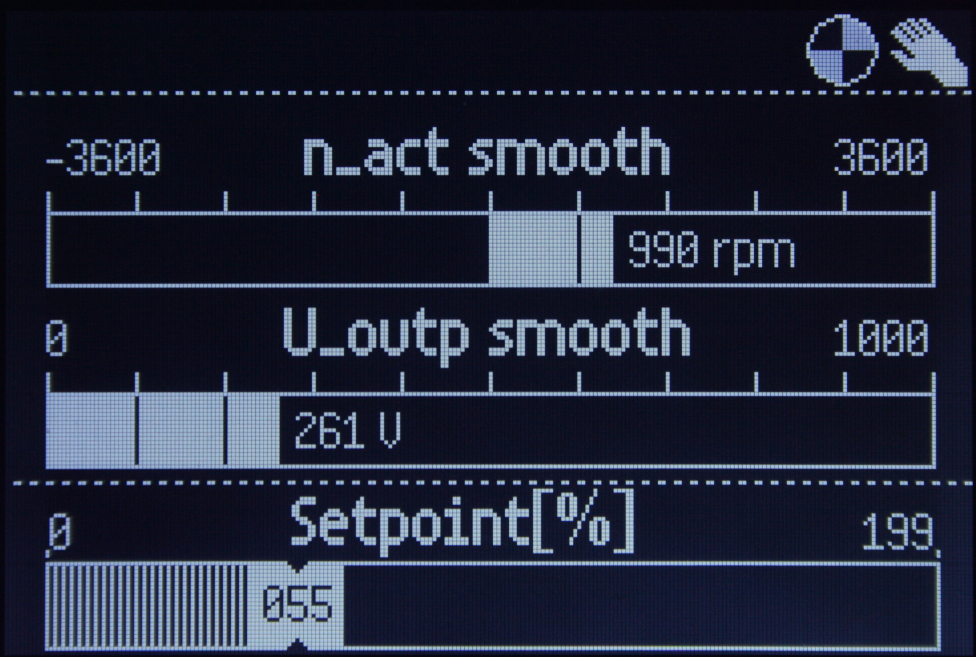 -3600 n_act smooth 3600
990 rpm
0 U_outp smooth 1000
261 V
0 Setpoint[%] 199
055